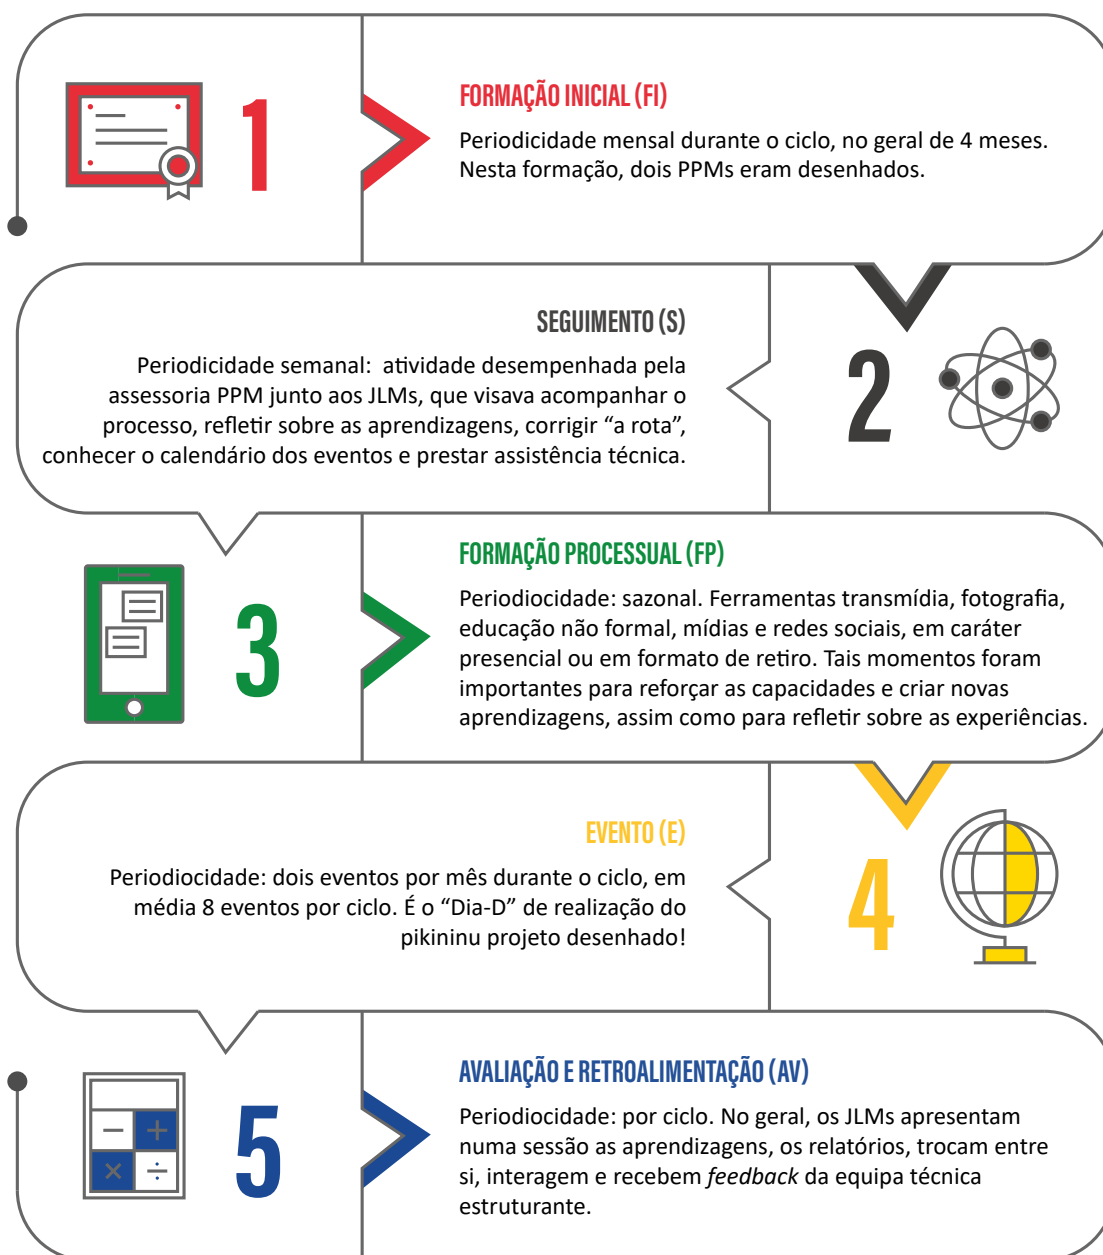 1
FORMAÇÃO INICIAL (FI)
Periodicidade mensal durante o ciclo, no geral de 4 meses.
Nesta formação, dois PPMs eram desenhados.
SEGUIMENTO (S)
Periodicidade semanal:  atividade desempenhada pela
assessoria PPM junto aos JLMs, que visava acompanhar o
processo, refletir sobre as aprendizagens, corrigir “a rota”,
conhecer o calendário dos eventos e prestar assistência técnica.
2
3
FORMAÇÃO PROCESSUAL (FP)
Periodiocidade: sazonal. Ferramentas transmídia, fotografia,
educação não formal, mídias e redes sociais, em caráter
presencial ou em formato de retiro. Tais momentos foram
importantes para reforçar as capacidades e criar novas
aprendizagens, assim como para refletir sobre as experiências.
EVENTO (E)
Periodiocidade: dois eventos por mês durante o ciclo, em
média 8 eventos por ciclo. É o “Dia-D” de realização do
pikininu projeto desenhado!
4
5
AVALIAÇÃO E RETROALIMENTAÇÃO (AV)
Periodiocidade: por ciclo. No geral, os JLMs apresentam
numa sessão as aprendizagens, os relatórios, trocam entre
si, interagem e recebem feedback da equipa técnica
estruturante.